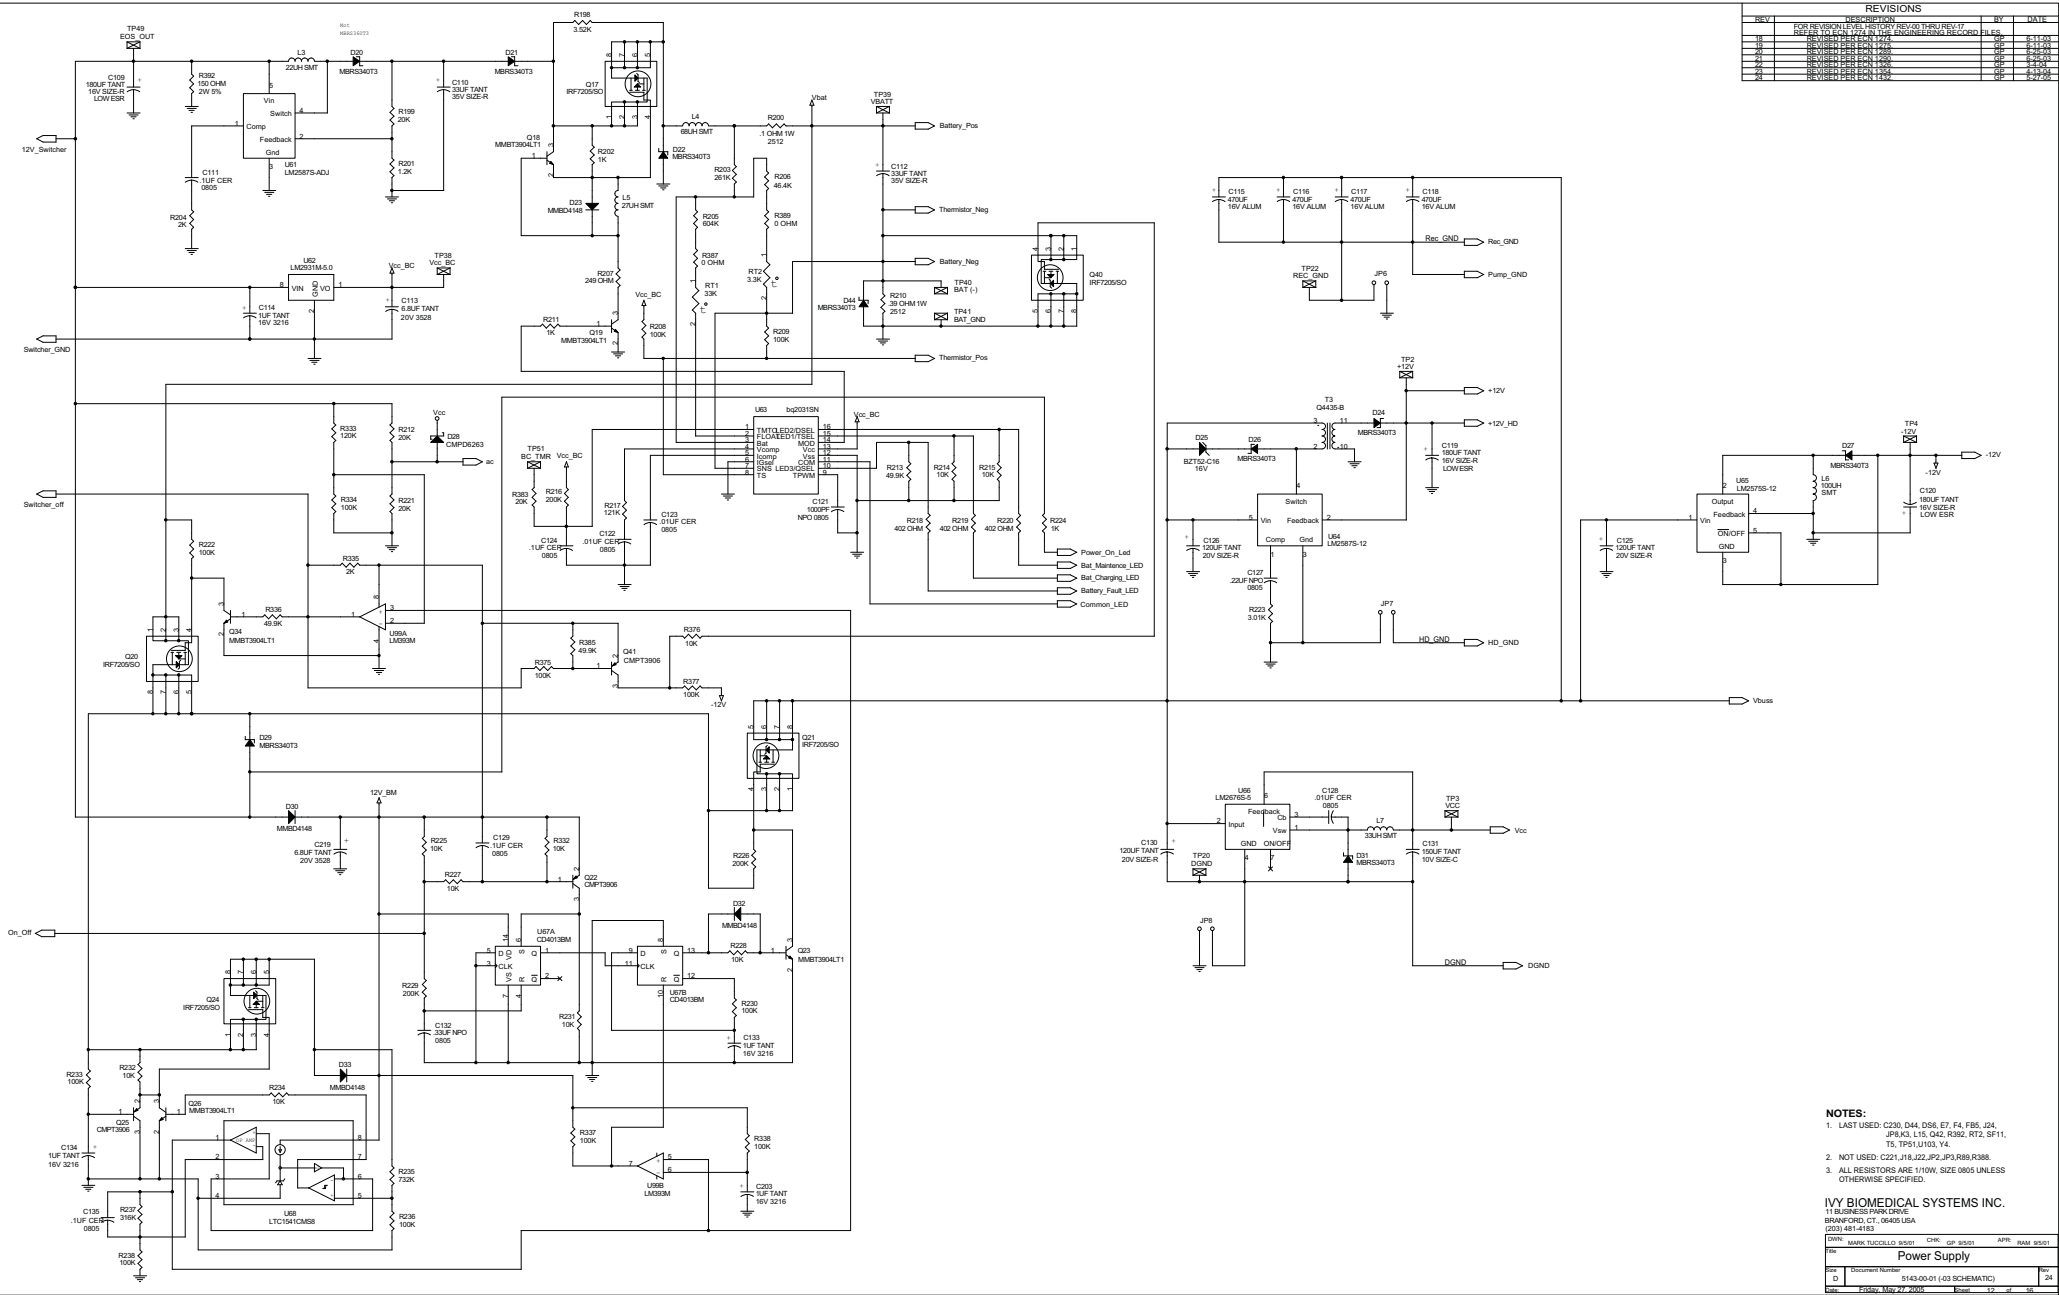 REVISIONS
REV DESCRIPTION BY DATE
FOR REVISION LEVEL HISTORY REV-00 THRU REV-17
REFER TO ECN 1274 IN THE ENGINEERING RECORD FILES.
18 REVISED PER ECN 1274. GP 6-11-03
19 REVISED PER ECN 1275. GP 6-11-03
20 REVISED PER ECN 1289. GP 6-25-03
21 REVISED PER ECN 1290. GP 6-25-03
22 REVISED PER ECN 1326. GP 3-4-04
23 REVISED PER ECN 1354. GP 4-13-04
24 REVISED PER ECN 1432. GP 5-27-05
TP49
EOS_OUT
Not
MBRS360T3
C109
180UF TANT
16V SIZE-R
LOW ESR
R392
150 OHM
2W 5%
L3
22UH SMT
D20
MBRS340T3
C110
33UF TANT
35V SIZE-R
D21
MBRS340T3
R198
3.52K
Q17
IRF7205/SO
Vin
Switch
Comp
Feedback
Gnd
U61
LM2587S-ADJ
R199
20K
R201
1.2K
12V_Switcher
C111
.1UF CER
0805
R204
2K
Q18
MMBT3904LT1
R202
1K
D23
MMBD4148
L5
27UH SMT
D22
MBRS340T3
L4
68UH SMT
R200
.1 OHM 1W
2512
Vbat
TP39
VBATT
Battery_Pos
R203
261K
R206
46.4K
R205
604K
R389
0 OHM
R387
0 OHM
RT1
33K
RT2
3.3K
C112
33UF TANT
35V SIZE-R
Thermistor_Neg
Battery_Neg
U62
LM2931M-5.0
VIN
GND
VO
Vcc_BC
TP38
Vcc_BC
C114
1UF TANT
16V 3216
C113
6.8UF TANT
20V 3528
Switcher_GND
R207
249 OHM
Vcc_BC
R208
100K
R211
1K
Q19
MMBT3904LT1
R209
100K
D44
MBRS340T3
R210
.39 OHM 1W
2512
TP40
BAT (-)
TP41
BAT_GND
Thermistor_Pos
Q40
IRF7205/SO
C115
470UF
16V ALUM
C116
470UF
16V ALUM
C117
470UF
16V ALUM
C118
470UF
16V ALUM
Rec_GND
Rec_GND
TP22
REC_GND
JP6
Pump_GND
R333
120K
R212
20K
Vcc
D28
CMPD6263
ac
R334
100K
R221
20K
Switcher_off
TP51
BC_TMR
Vcc_BC
R383
20K
R216
200K
R217
121K
C124
.1UF CER
0805
C122
.01UF CER
0805
C123
.01UF CER
0805
U63 bq2031SN
1 TMTO LED2/DSEL 16
2 FLOAT LED1/TSEL 15
3 Bat MOD 14
4 Vcomp Vcc 13
5 Icomp Vss 12
6 IGsel COM 11
7 SNS LED3/QSEL 10
8 TS TPWM 9
Vcc_BC
C121
1000PF
NPO 0805
R213
49.9K
R214
10K
R215
10K
R218
402 OHM
R219
402 OHM
R220
402 OHM
R224
1K
Power_On_Led
Bat_Maintence_LED
Bat_Charging_LED
Battery_Fault_LED
Common_LED
TP2
+12V
+12V
+12V_HD
T3
Q4435-B
D24
MBRS340T3
D25
BZT52-C16
16V
D26
MBRS340T3
C119
180UF TANT
16V SIZE-R
LOW ESR
Switch
Vin
Feedback
Comp
Gnd
U64
LM2587S-12
C126
120UF TANT
20V SIZE-R
C127
.22UF NPO
0805
R223
3.01K
JP7
HD_GND
HD_GND
TP4
-12V
D27
MBRS340T3
-12V
-12V
U65
LM2575S-12
Output
Feedback
Vin
ON/OFF
GND
L6
100UH
SMT
C120
180UF TANT
16V SIZE-R
LOW ESR
C125
120UF TANT
20V SIZE-R
R222
100K
R335
2K
R336
49.9K
Q34
MMBT3904LT1
U99A
LM393M
Q20
IRF7205/SO
R385
49.9K
R375
100K
Q41
CMPT3906
R376
10K
R377
100K
-12V
Q21
IRF7205/SO
Vbuss
D29
MBRS340T3
D30
MMBD4148
12V_BM
C219
6.8UF TANT
20V 3528
R225
10K
C129
.1UF CER
0805
R332
10K
R227
10K
Q22
CMPT3906
R226
200K
On_Off
U67A
CD4013BM
D
CLK
VD
VS
S
R
Q
Q
R229
200K
C132
.33UF NPO
0805
R231
10K
U67B
CD4013BM
D
CLK
S
R
Q
Q
D32
MMBD4148
R228
10K
Q23
MMBT3904LT1
R230
100K
C133
1UF TANT
16V 3216
U66
LM2676S-5
Feedback
Cb
Input
Vsw
GND
ON/OFF
C128
.01UF CER
0805
L7
33UH SMT
TP3
VCC
Vcc
C130
120UF TANT
20V SIZE-R
TP20
DGND
D31
MBRS340T3
C131
150UF TANT
10V SIZE-C
JP8
DGND
DGND
Q24
IRF7205/SO
R233
100K
R232
10K
D33
MMBD4148
R234
10K
Q26
MMBT3904LT1
Q25
CMPT3906
C134
1UF TANT
16V 3216
OP AMP
U68
LTC1541CMS8
R235
732K
R236
100K
C135
.1UF CER
0805
R237
316K
R238
100K
R337
100K
R338
100K
U99B
LM393M
C203
1UF TANT
16V 3216
NOTES:
1. LAST USED: C230, D44, DS6, E7, F4, FB5, J24,
JP8,K3, L15, Q42, R392, RT2, SF11,
T5, TP51,U103, Y4.
2. NOT USED: C221,J18,J22,JP2,JP3,R89,R388.
3. ALL RESISTORS ARE 1/10W, SIZE 0805 UNLESS
OTHERWISE SPECIFIED.
IVY BIOMEDICAL SYSTEMS INC.
11 BUSINESS PARK DRIVE
BRANFORD, CT., 06405 USA
(203) 481-4183
DWN: MARK TUCCILLO 9/5/01 CHK: GP 9/5/01 APR: RAM 9/5/01
Title
Power Supply
Size Document Number Rev
D 5143-00-01 (-03 SCHEMATIC) 24
Date: Friday, May 27, 2005 Sheet 12 of 16